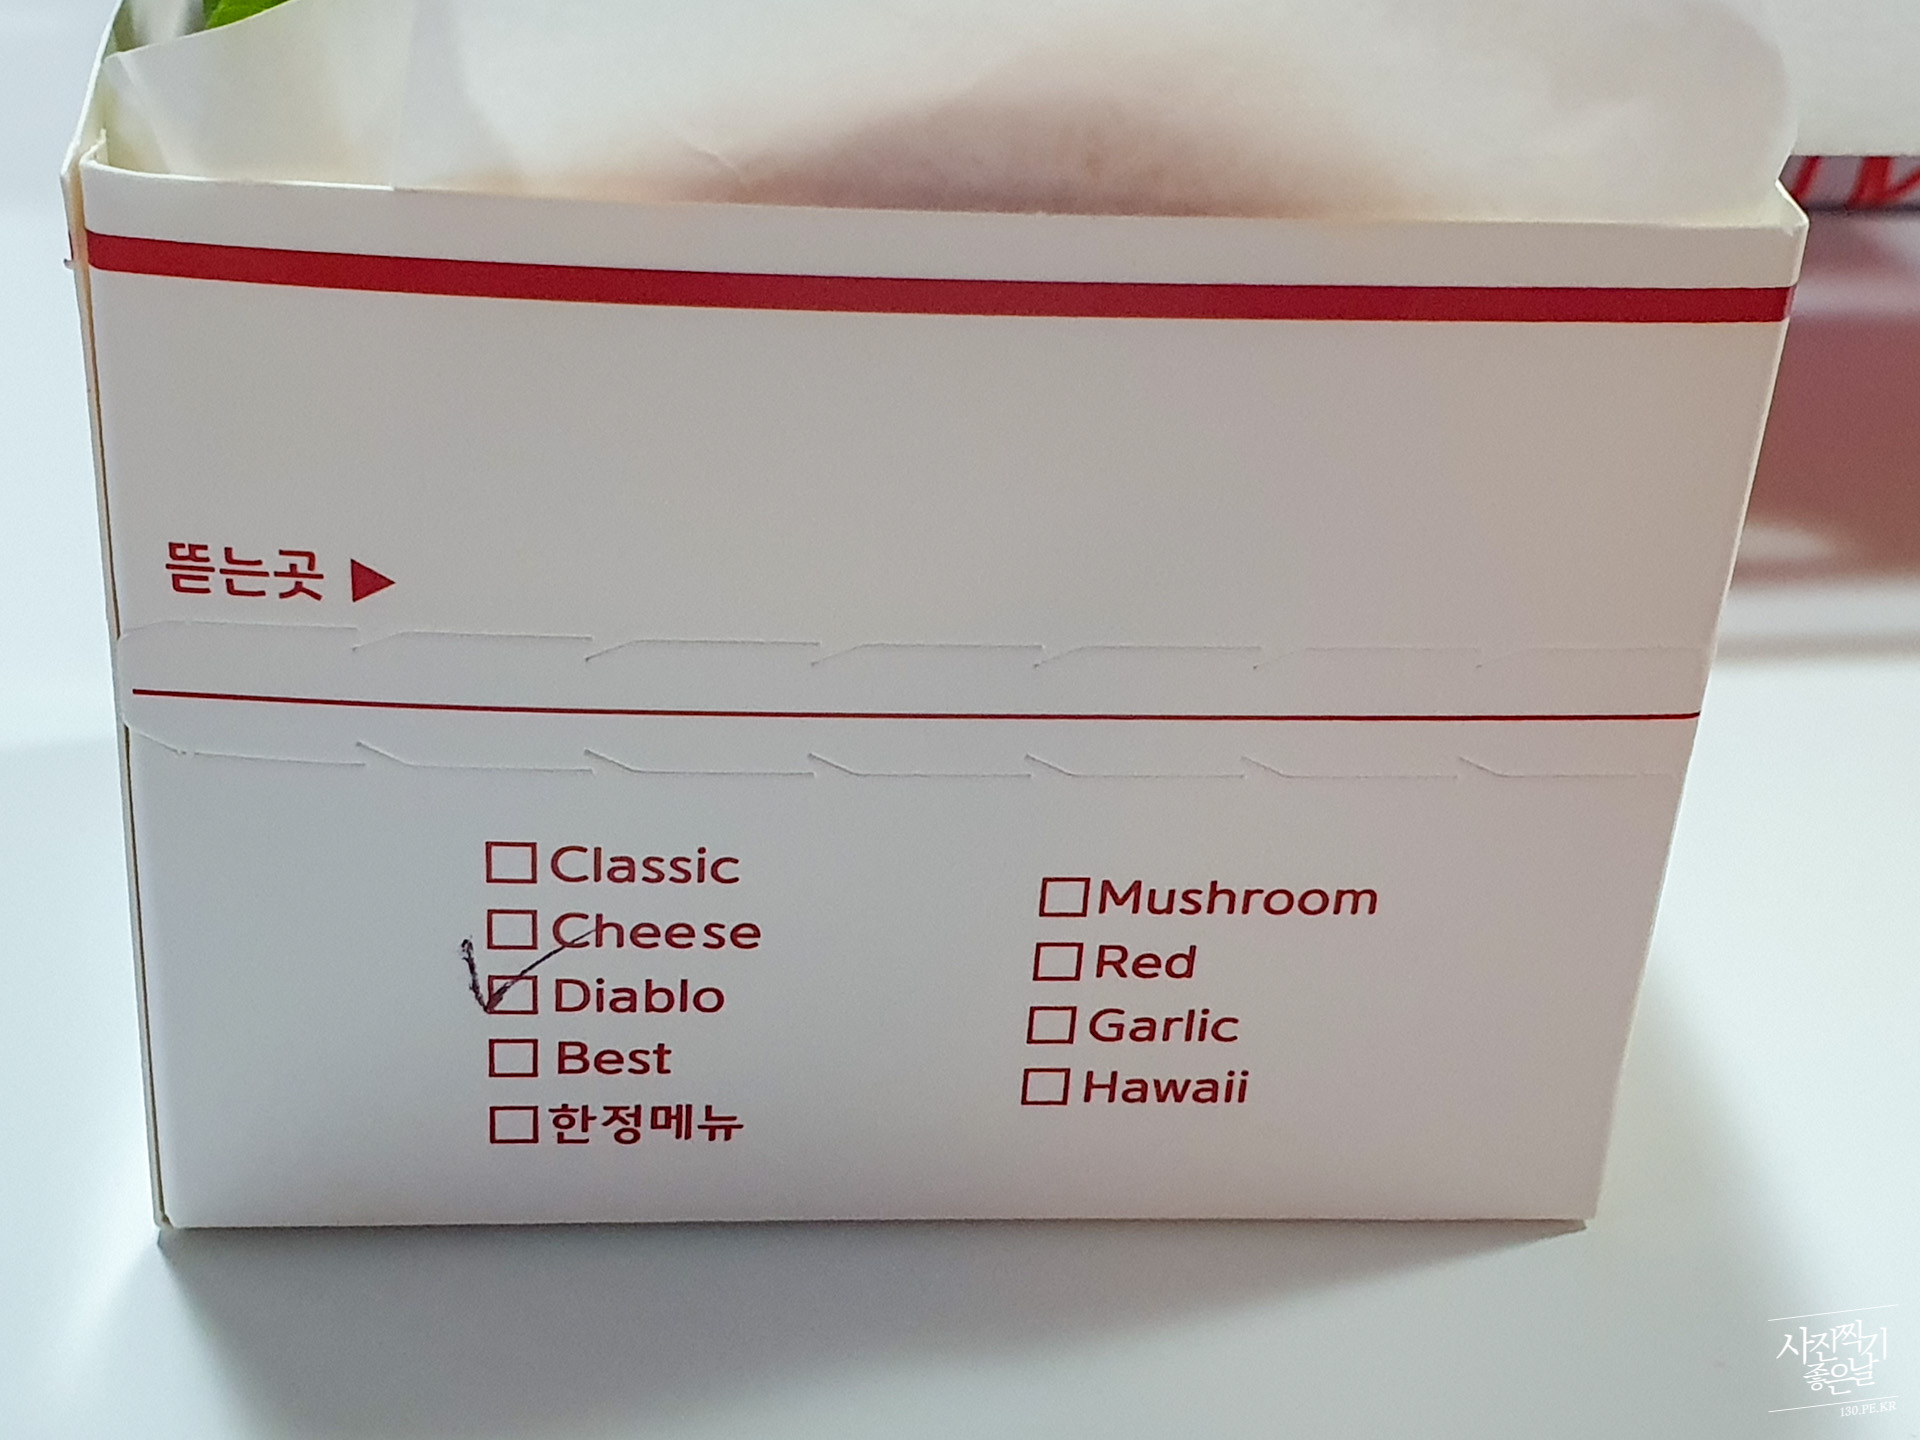 뜯는곳 ▶
☐ Classic
☐ Cheese
☑ Diablo
☐ Best
☐ 한정메뉴
☐ Mushroom
☐ Red
☐ Garlic
☐ Hawaii
사진찍기
좋은날
130.PE.KR